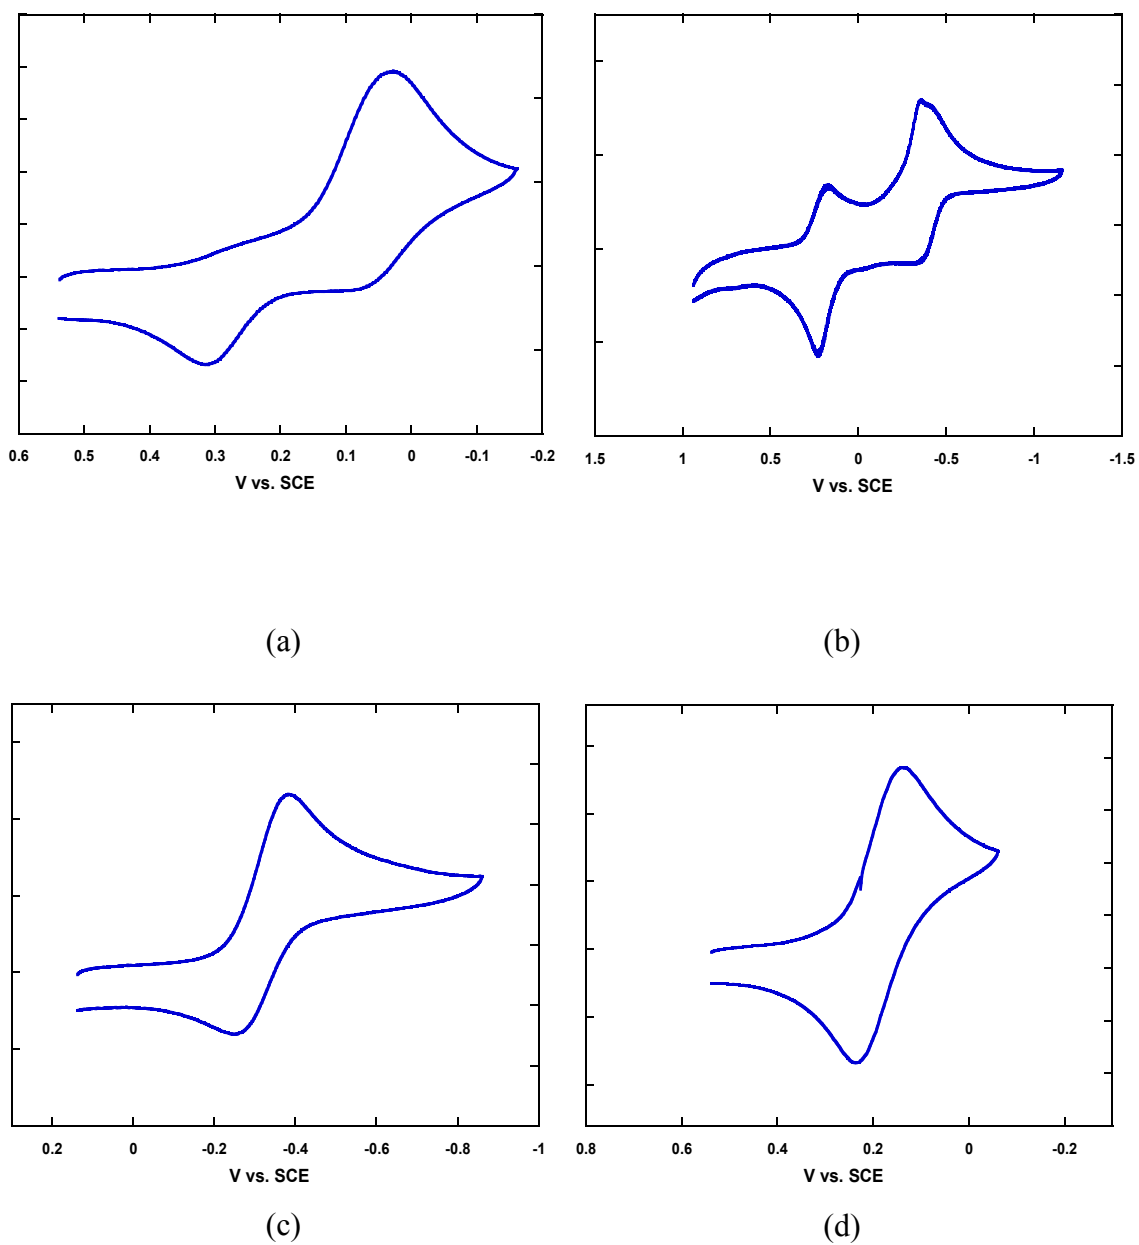 0.6 0.5 0.4 0.3 0.2 0.1 0 -0.1 -0.2
V vs. SCE
1.5 1 0.5 0 -0.5 -1 -1.5
V vs. SCE
(a)
(b)
0.2 0 -0.2 -0.4 -0.6 -0.8 -1
V vs. SCE
0.8 0.6 0.4 0.2 0 -0.2
V vs. SCE
(c)
(d)